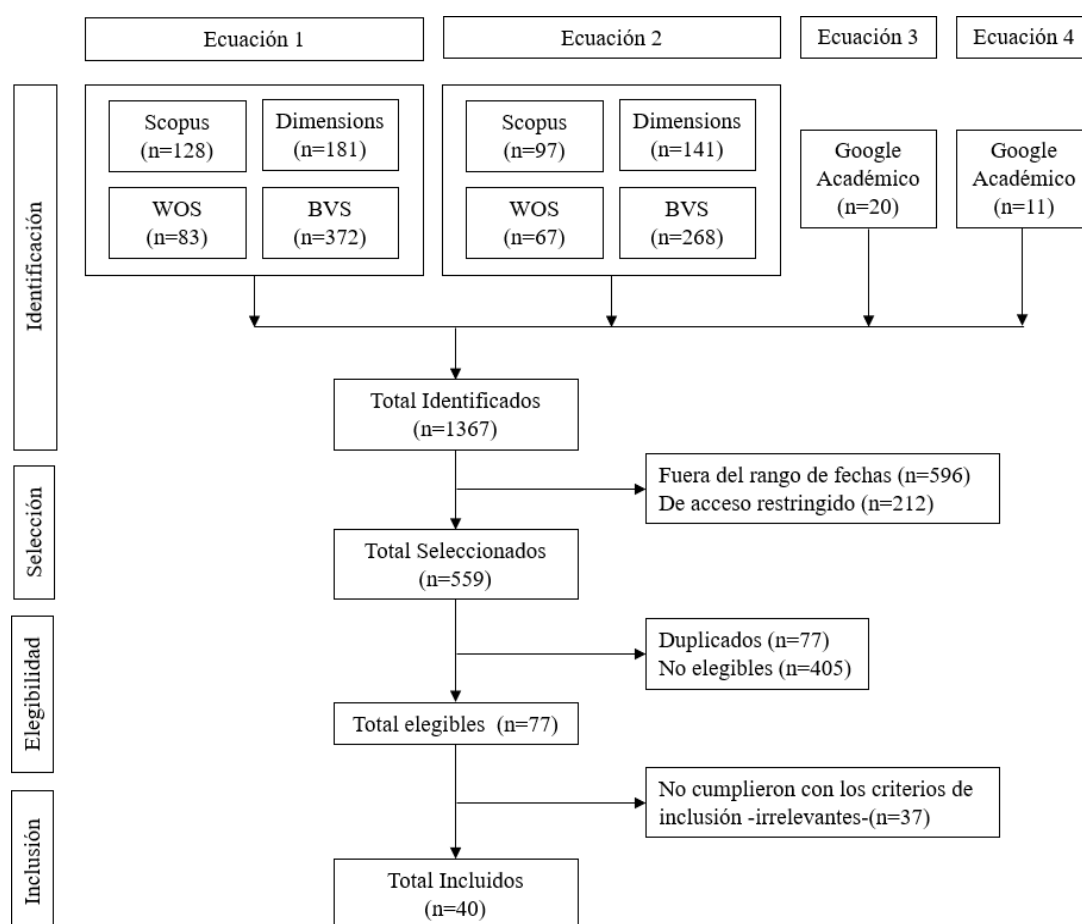 Ecuación 1
Ecuación 2
Ecuación 3
Ecuación 4
Identificación
Scopus
(n=128)
Dimensions
(n=181)
WOS
(n=83)
BVS
(n=372)
Scopus
(n=97)
Dimensions
(n=141)
WOS
(n=67)
BVS
(n=268)
Google
Académico
(n=20)
Google
Académico
(n=11)
Total Identificados
(n=1367)
Selección
Fuera del rango de fechas (n=596)
De acceso restringido (n=212)
Total Seleccionados
(n=559)
Elegibilidad
Duplicados (n=77)
No elegibles (n=405)
Total elegibles (n=77)
Inclusión
No cumplieron con los criterios de
inclusión -irrelevantes-(n=37)
Total Incluidos
(n=40)